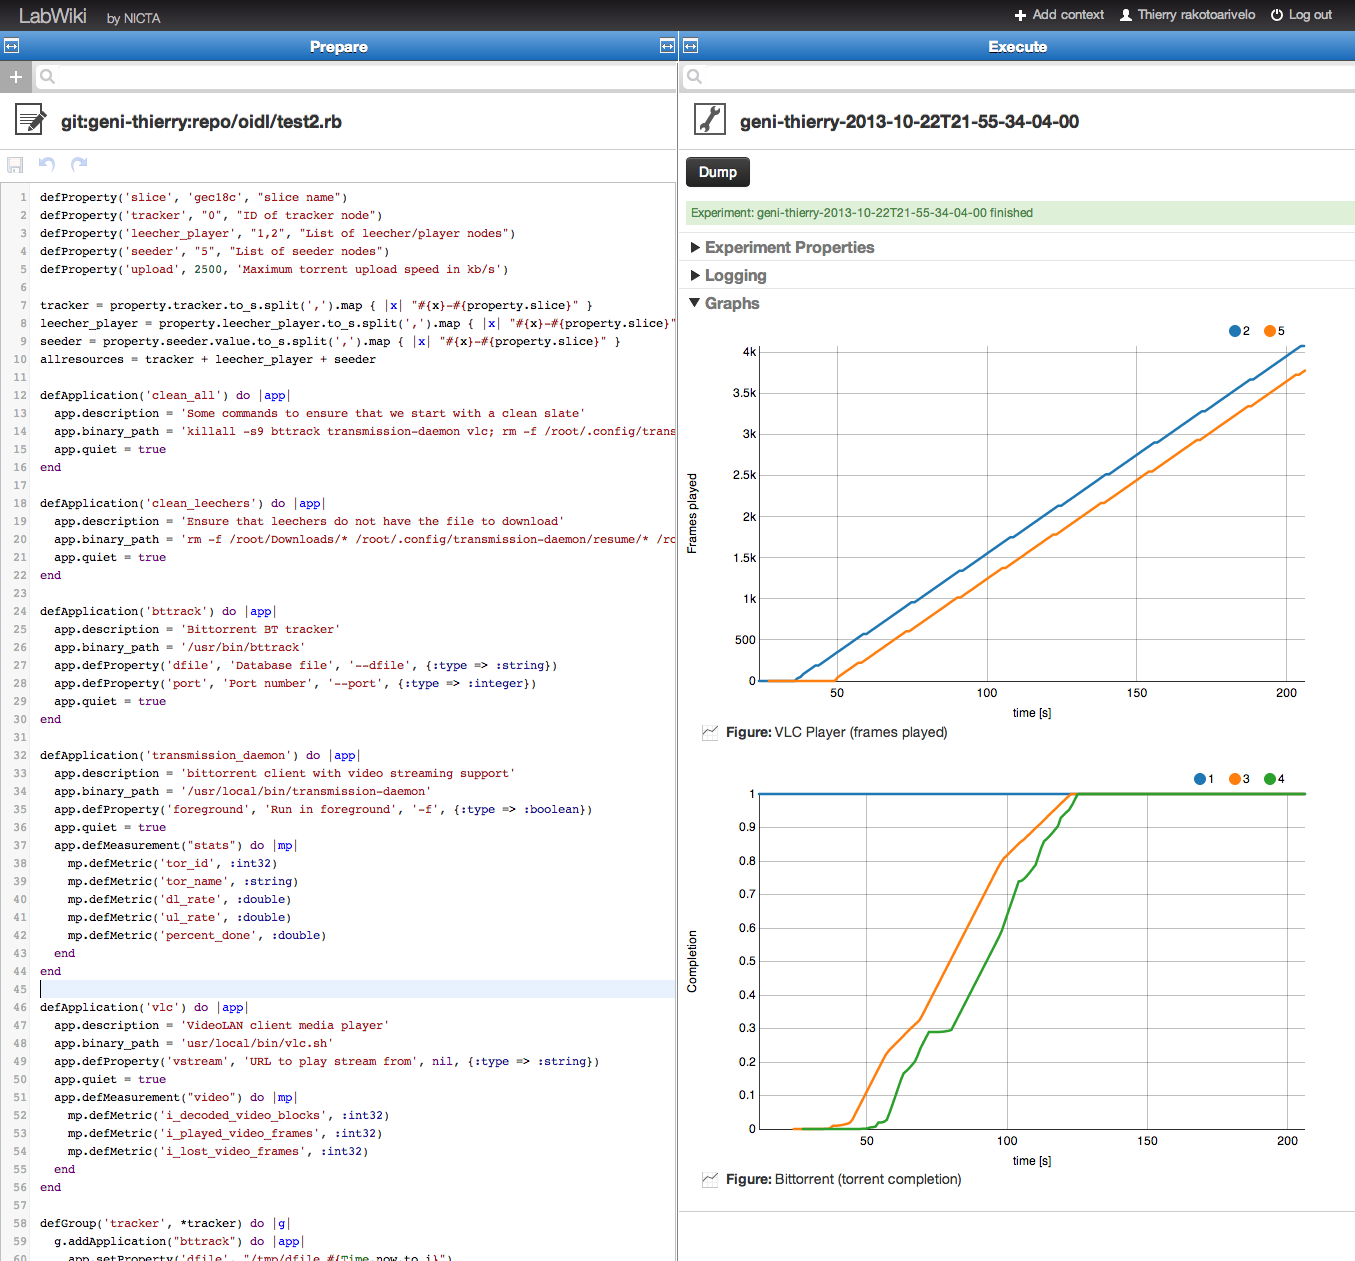 LabWiki by NICTA
Add context Thierry rakotoarivelo Log out
Prepare
git:geni-thierry:repo/oidl/test2.rb
1 defProperty('slice', 'gec18c', "slice name")
2 defProperty('tracker', "0", "ID of tracker node")
3 defProperty('leecher_player', "1,2", "List of leecher/player nodes")
4 defProperty('seeder', "5", "List of seeder nodes")
5 defProperty('upload', 2500, 'Maximum torrent upload speed in kb/s')
6
7 tracker = property.tracker.to_s.split(',').map { |x| "#{x}-#{property.slice}" }
8 leecher_player = property.leecher_player.to_s.split(',').map { |x| "#{x}-#{property.slice}"
9 seeder = property.seeder.value.to_s.split(',').map { |x| "#{x}-#{property.slice}" }
10 allresources = tracker + leecher_player + seeder
11
12 defApplication('clean_all') do |app|
13 app.description = 'Some commands to ensure that we start with a clean slate'
14 app.binary_path = 'killall -s9 bttrack transmission-daemon vlc; rm -f /root/.config/trans
15 app.quiet = true
16 end
17
18 defApplication('clean_leechers') do |app|
19 app.description = 'Ensure that leechers do not have the file to download'
20 app.binary_path = 'rm -f /root/Downloads/* /root/.config/transmission-daemon/resume/* /ro
21 app.quiet = true
22 end
23
24 defApplication('bttrack') do |app|
25 app.description = 'Bittorrent BT tracker'
26 app.binary_path = '/usr/bin/bttrack'
27 app.defProperty('dfile', 'Database file', '--dfile', {:type => :string})
28 app.defProperty('port', 'Port number', '--port', {:type => :integer})
29 app.quiet = true
30 end
31
32 defApplication('transmission_daemon') do |app|
33 app.description = 'bittorrent client with video streaming support'
34 app.binary_path = '/usr/local/bin/transmission-daemon'
35 app.defProperty('foreground', 'Run in foreground', '-f', {:type => :boolean})
36 app.quiet = true
37 app.defMeasurement("stats") do |mp|
38 mp.defMetric('tor_id', :int32)
39 mp.defMetric('tor_name', :string)
40 mp.defMetric('dl_rate', :double)
41 mp.defMetric('ul_rate', :double)
42 mp.defMetric('percent_done', :double)
43 end
44 end
45
46 defApplication('vlc') do |app|
47 app.description = 'VideoLAN client media player'
48 app.binary_path = 'usr/local/bin/vlc.sh'
49 app.defProperty('vstream', 'URL to play stream from', nil, {:type => :string})
50 app.quiet = true
51 app.defMeasurement("video") do |mp|
52 mp.defMetric('i_decoded_video_blocks', :int32)
53 mp.defMetric('i_played_video_frames', :int32)
54 mp.defMetric('i_lost_video_frames', :int32)
55 end
56 end
57
58 defGroup('tracker', *tracker) do |g|
59 g.addApplication("bttrack") do |app|
60 app.setProperty('dfile', "/tmp/dfile_#{Time.now.to_i}")
Execute
geni-thierry-2013-10-22T21-55-34-04-00
Dump
Experiment: geni-thierry-2013-10-22T21-55-34-04-00 finished
Experiment Properties
Logging
Graphs
2 5
4k
3.5k
3k
2.5k
2k
1.5k
1k
500
0
Frames played
50 100 150 200
time [s]
Figure: VLC Player (frames played)
1 3 4
1
0.9
0.8
0.7
0.6
0.5
0.4
0.3
0.2
0.1
0
Completion
50 100 150 200
time [s]
Figure: Bittorrent (torrent completion)